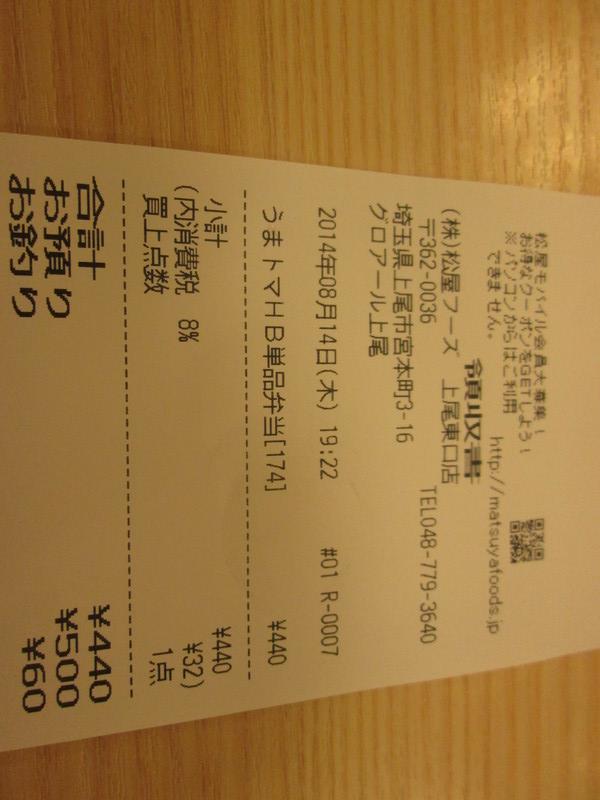 松屋モバイル会員大募集！
お得なクーポンをGETしよう！
※パソコンからはご利用
できません。
http://matsuyafoods.jp
領収書
(株)松屋フーズ 上尾東口店
〒362-0036 TEL048-779-3640
埼玉県上尾市宮本町3-16
グロアール上尾
2014年08月14日(木) 19:22 #01 R-0007
うまトマHB単品弁当[174] ¥440
小計 ¥440
(内消費税 8% ¥32)
買上点数 1点
合計 ¥440
お預り ¥500
お釣り ¥60